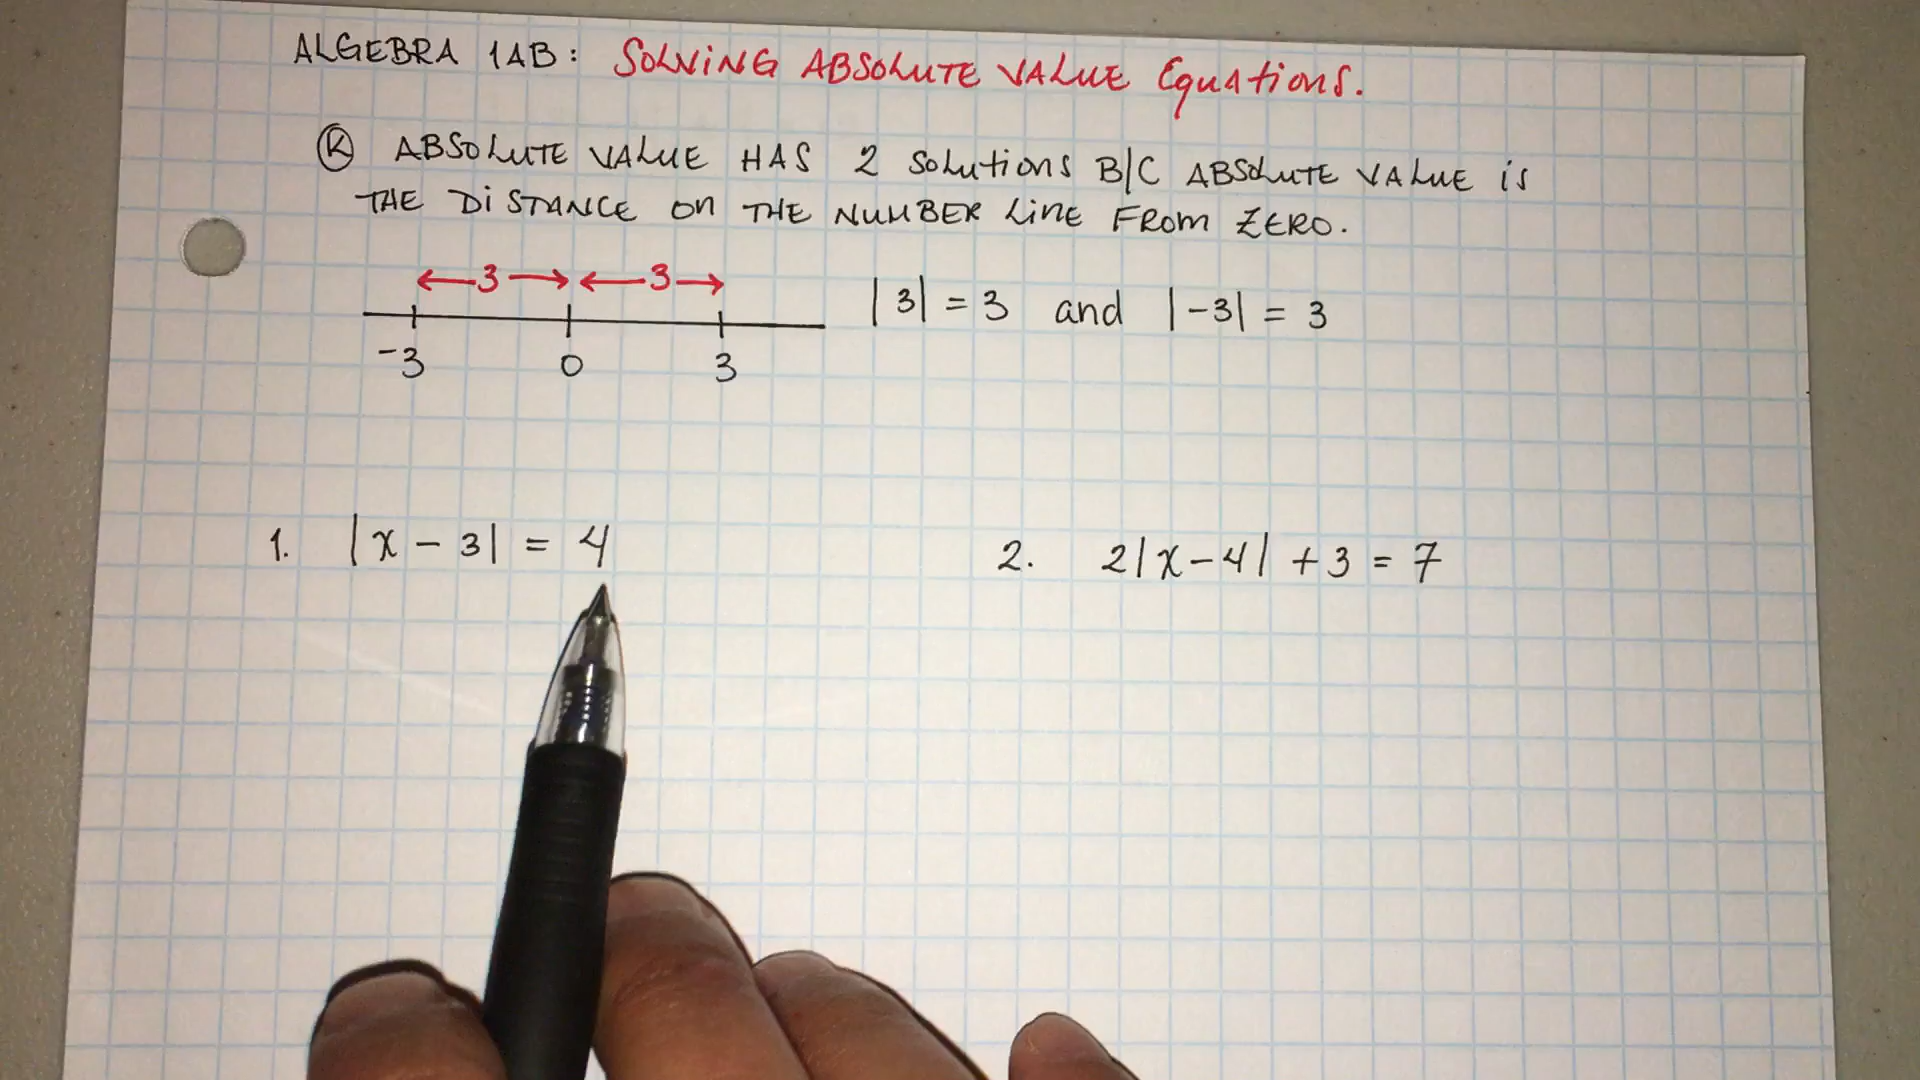 ALGEBRA 1AB: SOLVING ABSOLUTE VALUE Equations.
Ⓡ ABSOLUTE VALUE HAS 2 SOLUTIONS B/C ABSOLUTE VALUE is
THE DISTANCE ON THE NUMBER LINE FROM ZERO.
3 3
|3| = 3 and |-3| = 3
-3 0 3
1. |x - 3| = 4
2. 2|x-4| + 3 = 7